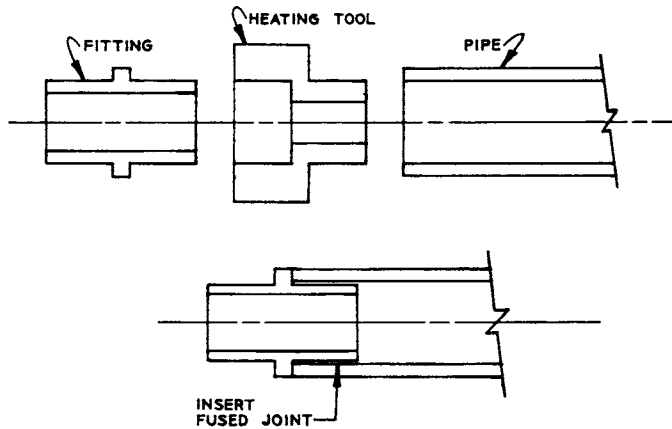 HEATING TOOL
FITTING
PIPE
INSERT
FUSED JOINT